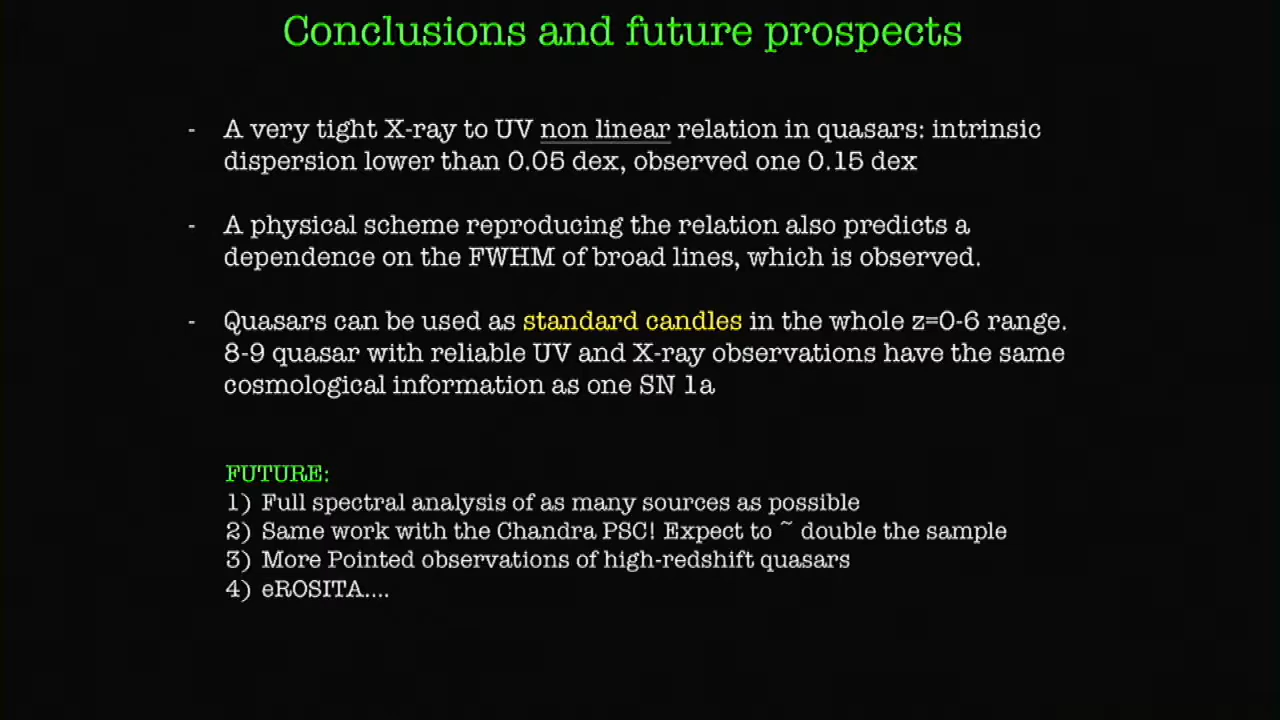 Conclusions and future prospects
- A very tight X-ray to UV non linear relation in quasars: intrinsic
dispersion lower than 0.05 dex, observed one 0.15 dex
- A physical scheme reproducing the relation also predicts a
dependence on the FWHM of broad lines, which is observed.
- Quasars can be used as standard candles in the whole z=0-6 range.
8-9 quasar with reliable UV and X-ray observations have the same
cosmological information as one SN 1a
FUTURE:
1) Full spectral analysis of as many sources as possible
2) Same work with the Chandra PSC! Expect to ~ double the sample
3) More Pointed observations of high-redshift quasars
4) eROSITA....